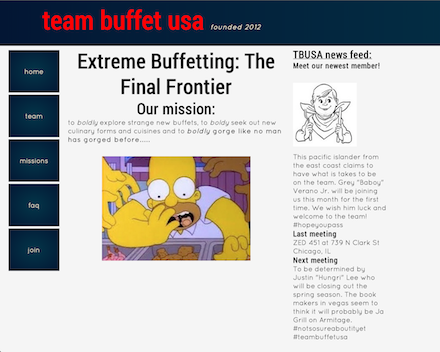 team buffet usa founded 2012
home
team
missions
faq
join
Extreme Buffetting: The
Final Frontier
Our mission:
to boldly explore strange new buffets, to boldy seek out new
culinary forms and cuisines and to boldly gorge like no man
has gorged before.....
TBUSA news feed:
Meet our newest member!
This pacific islander from
the east coast claims to
have what is takes to be
on the team. Grey "Baboy"
Verano Jr. will be joining
us this month for the first
time. We wish him luck and
welcome to the team!
#hopeyoupass
Last meeting
ZED 451 at 739 N Clark St
Chicago, IL
Next meeting
To be determined by
Justin "Hungri" Lee who
will be closing out the
spring season. The book
makers in vegas seem to
think it will probably be Ja
Grill on Armitage.
#notsosureaboutilyet
#teambuffetusa